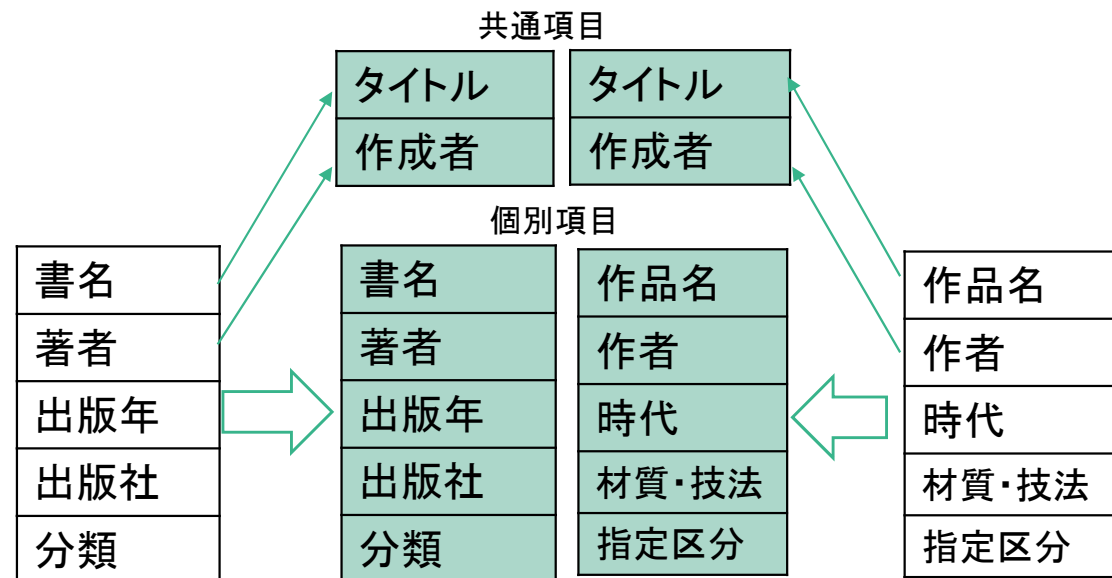 共通項目
タイトル
作成者
タイトル
作成者
個別項目
書名
著者
出版年
出版社
分類
書名
著者
出版年
出版社
分類
作品名
作者
時代
材質・技法
指定区分
作品名
作者
時代
材質・技法
指定区分